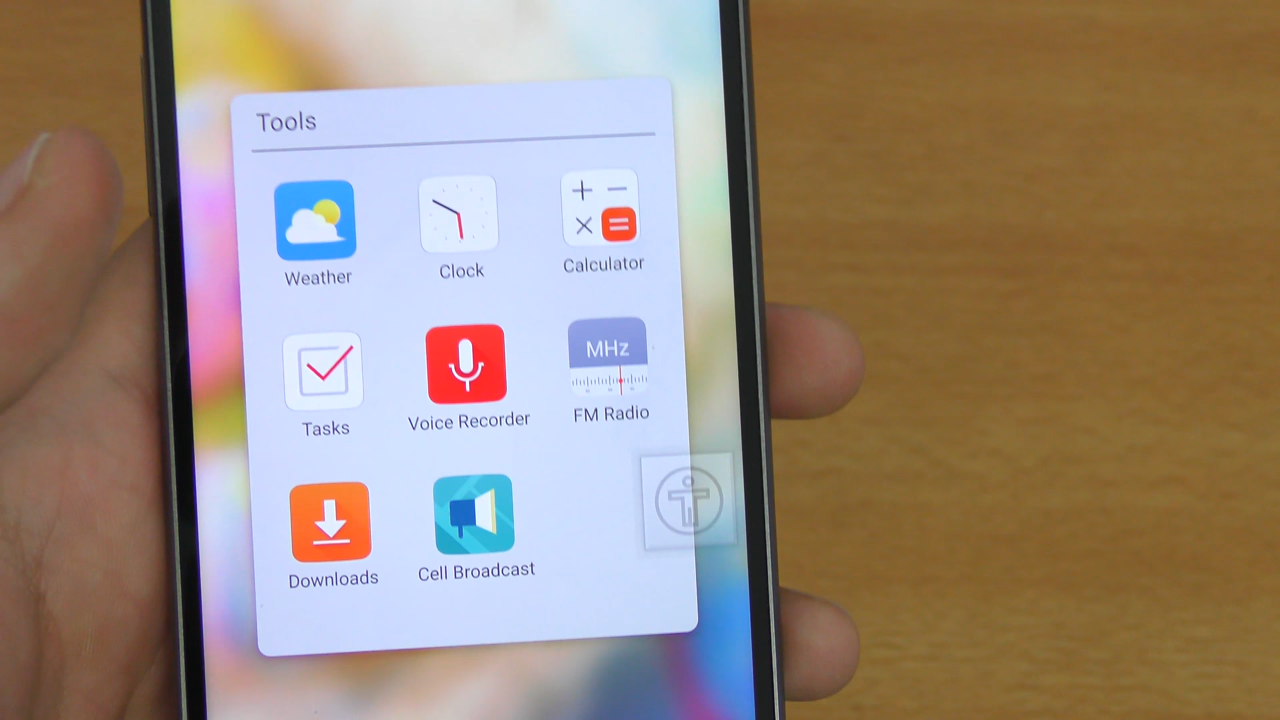 Tools
Weather
Clock
Calculator
MHz
Tasks
Voice Recorder
FM Radio
Downloads
Cell Broadcast